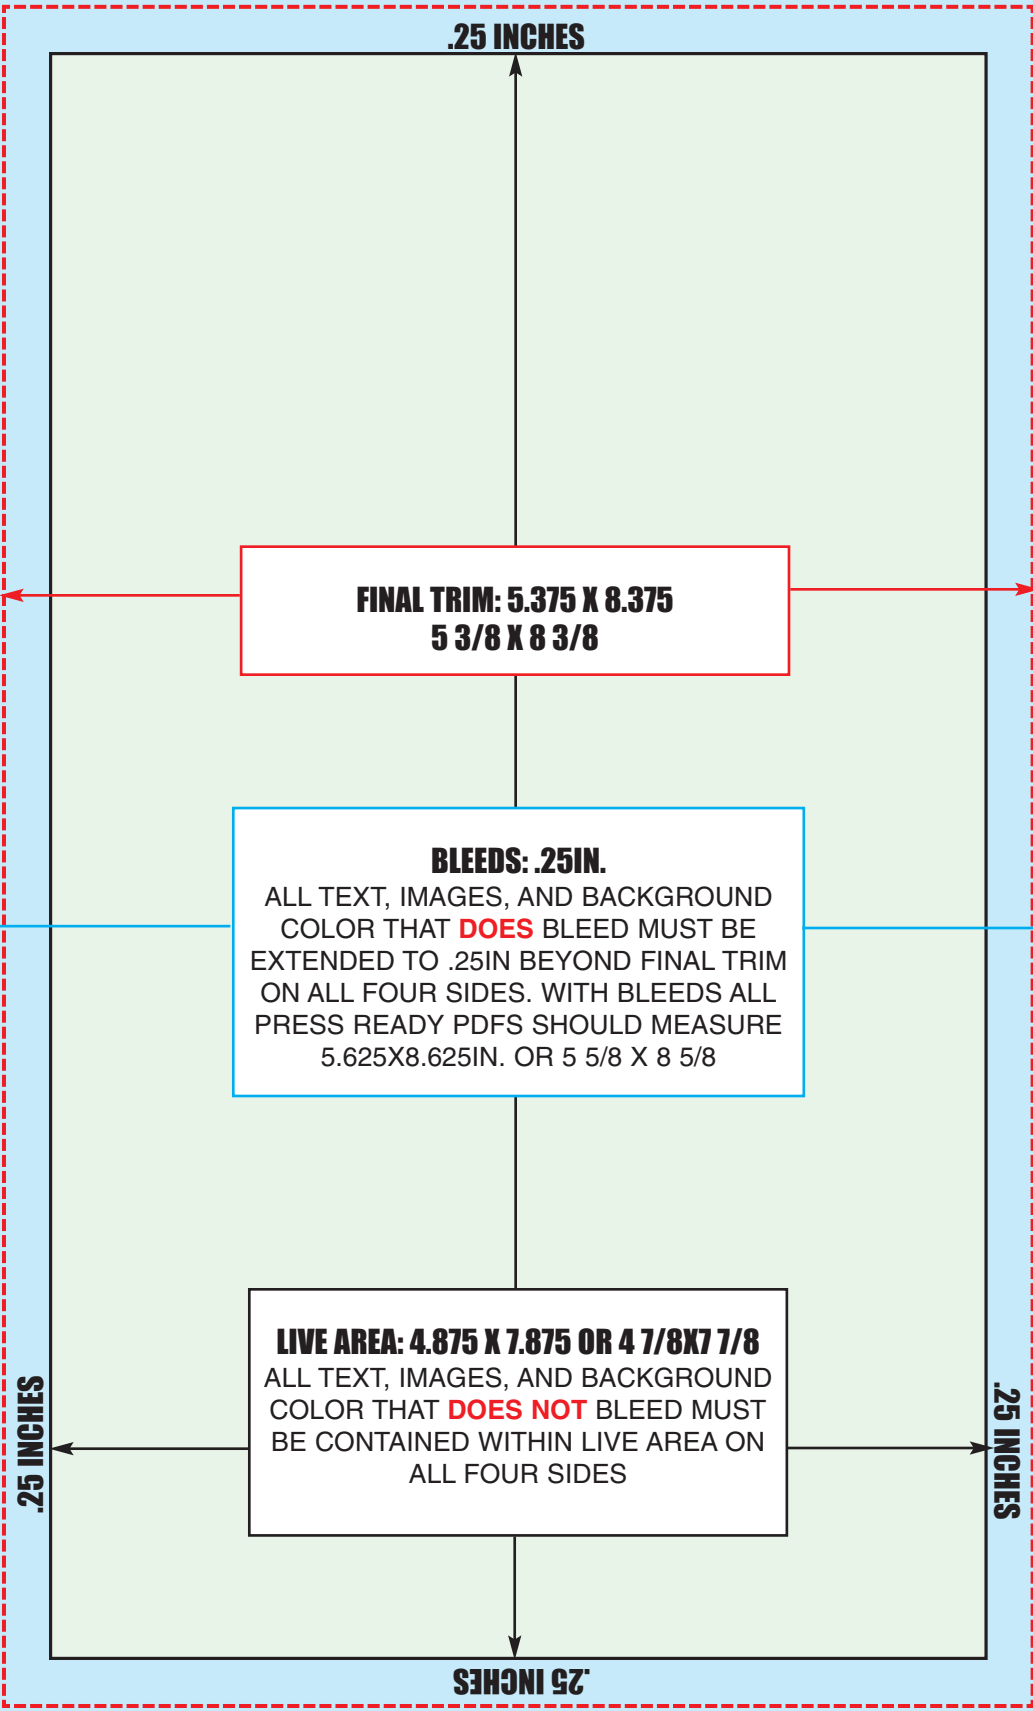 .25 INCHES
FINAL TRIM: 5.375 X 8.375
5 3/8 X 8 3/8
BLEEDS: .25IN.
ALL TEXT, IMAGES, AND BACKGROUND
COLOR THAT DOES BLEED MUST BE
EXTENDED TO .25IN BEYOND FINAL TRIM
ON ALL FOUR SIDES. WITH BLEEDS ALL
PRESS READY PDFS SHOULD MEASURE
5.625X8.625IN. OR 5 5/8 X 8 5/8
LIVE AREA: 4.875 X 7.875 OR 4 7/8X7 7/8
ALL TEXT, IMAGES, AND BACKGROUND
COLOR THAT DOES NOT BLEED MUST
BE CONTAINED WITHIN LIVE AREA ON
ALL FOUR SIDES
.25 INCHES
.25 INCHES
.25 INCHES